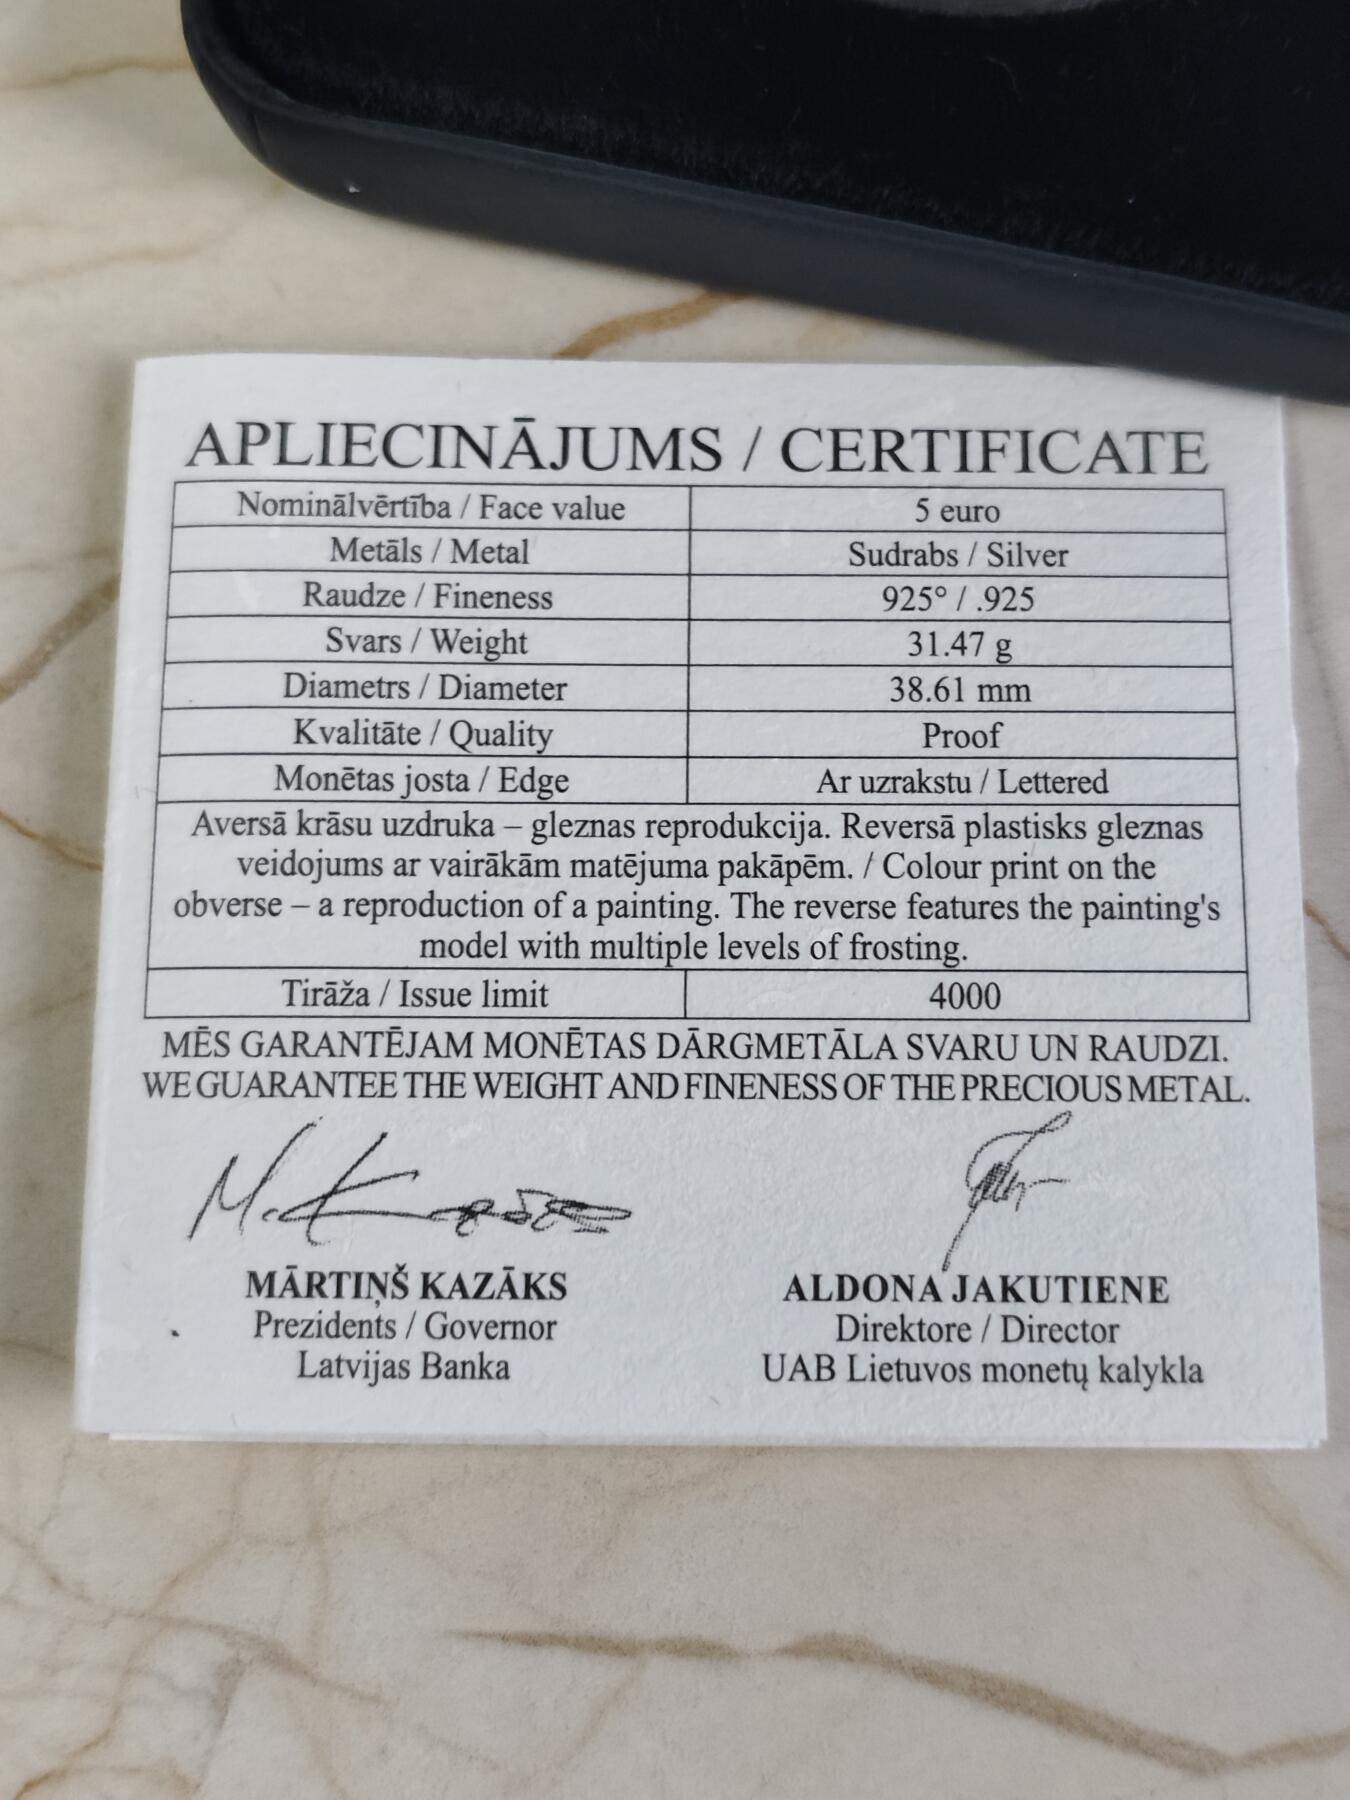 APLIECINĀJUMS / CERTIFICATE
Nominālvērtība / Face value 5 euro
Metāls / Metal Sudrabs / Silver
Raudze / Fineness 925° / .925
Svars / Weight 31.47 g
Diametrs / Diameter 38.61 mm
Kvalitāte / Quality Proof
Monētas josta / Edge Ar uzrakstu / Lettered
Aversā krāsu uzdruka – gleznas reprodukcija. Reversā plastisks gleznas
veidojums ar vairākām matējuma pakāpēm. / Colour print on the
obverse – a reproduction of a painting. The reverse features the painting's
model with multiple levels of frosting.
Tirāža / Issue limit 4000
MĒS GARANTĒJAM MONĒTAS DĀRGMETĀLA SVARU UN RAUDZI.
WE GUARANTEE THE WEIGHT AND FINENESS OF THE PRECIOUS METAL.
MĀRTIŅŠ KAZĀKS ALDONA JAKUTIENE
Prezidents / Governor Direktore / Director
Latvijas Banka UAB Lietuvos monetų kalykla